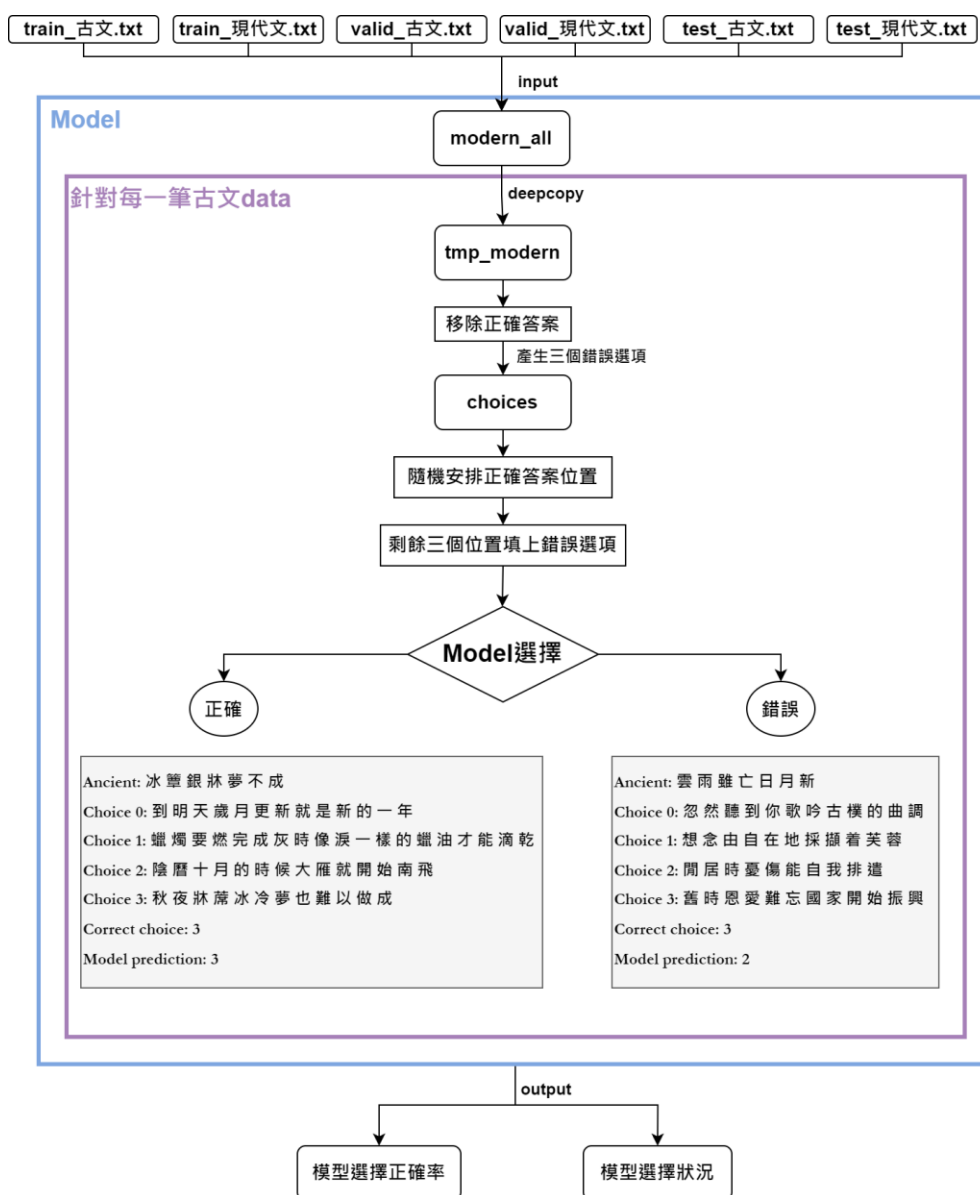 train_古文.txt
train_現代文.txt
valid_古文.txt
valid_現代文.txt
test_古文.txt
test_現代文.txt
input
Model
modern_all
針對每一筆古文data
deepcopy
tmp_modern
移除正確答案
產生三個錯誤選項
choices
隨機安排正確答案位置
剩餘三個位置填上錯誤選項
Model選擇
正確
錯誤
Ancient: 冰 簟 銀 牀 夢 不 成
Choice 0: 到 明 天 歲 月 更 新 就 是 新 的 一 年
Choice 1: 蠟 燭 要 燃 完 成 灰 時 像 淚 一 樣 的 蠟 油 才 能 滴 乾
Choice 2: 陰 曆 十 月 的 時 候 大 雁 就 開 始 南 飛
Choice 3: 秋 夜 牀 蓆 冰 冷 夢 也 難 以 做 成
Correct choice: 3
Model prediction: 3
Ancient: 雲 雨 雖 亡 日 月 新
Choice 0: 忽 然 聽 到 你 歌 吟 古 樸 的 曲 調
Choice 1: 想 念 由 自 在 地 採 擷 着 芙 蓉
Choice 2: 閒 居 時 憂 傷 能 自 我 排 遣
Choice 3: 舊 時 恩 愛 難 忘 國 家 開 始 振 興
Correct choice: 3
Model prediction: 2
output
模型選擇正確率
模型選擇狀況